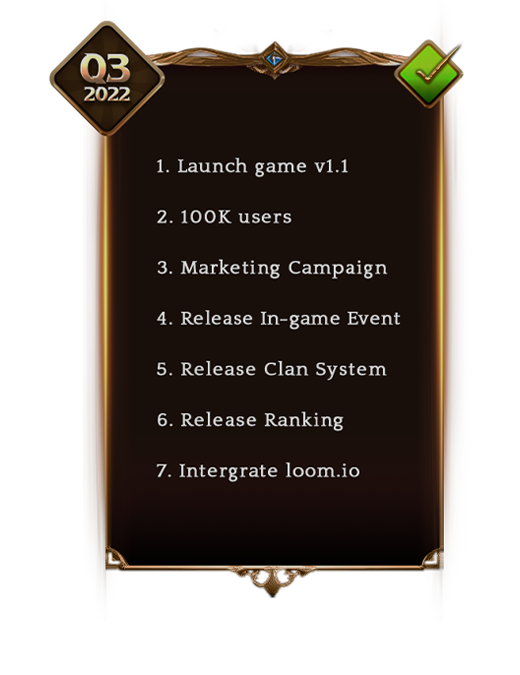 Q3
2022
1. Launch game v1.1
2. 100K users
3. Marketing Campaign
4. Release In-game Event
5. Release Clan System
6. Release Ranking
7. Intergrate loom.io